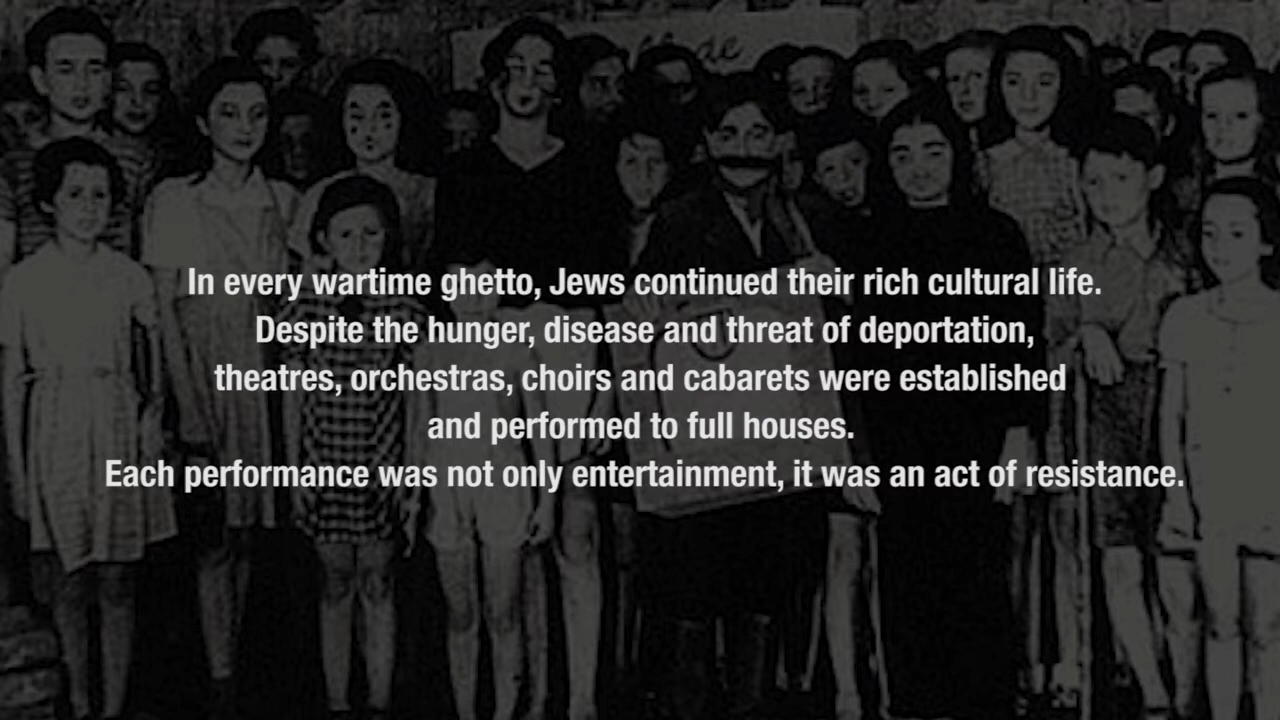 de
In every wartime ghetto, Jews continued their rich cultural life.
Despite the hunger, disease and threat of deportation,
theatres, orchestras, choirs and cabarets were established
and performed to full houses.
Each performance was not only entertainment, it was an act of resistance.